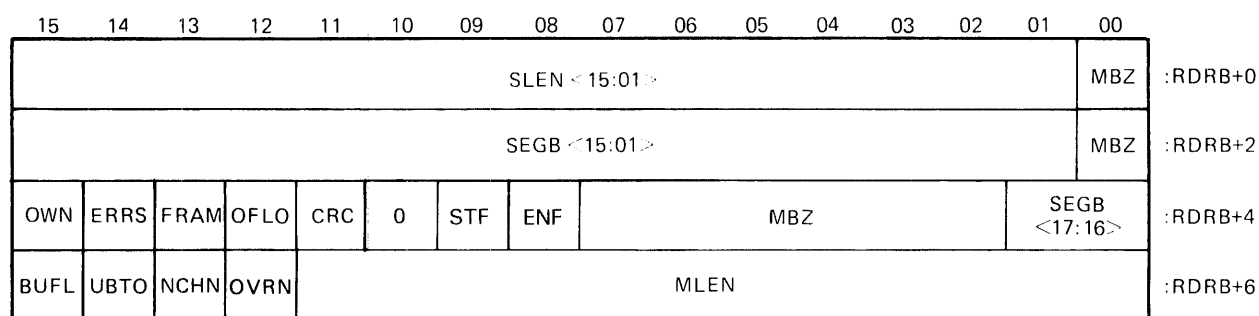 15 14 13 12 11 10 09 08 07 06 05 04 03 02 01 00
SLEN <15:01> MBZ :RDRB+0
SEGB <15:01> MBZ :RDRB+2
OWN ERRS FRAM OFLO CRC 0 STF ENF MBZ SEGB <17:16> :RDRB+4
BUFL UBTO NCHN OVRN MLEN :RDRB+6